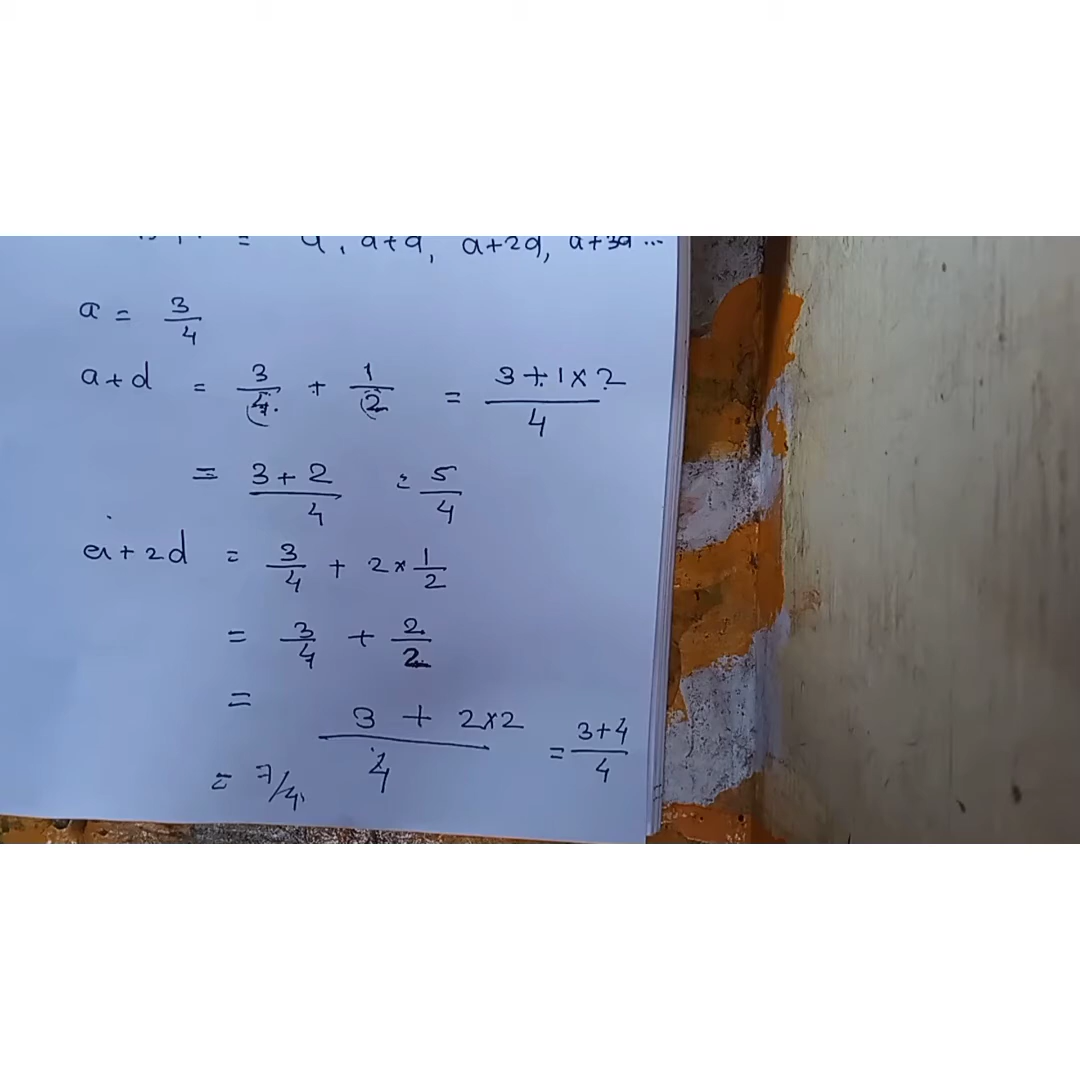 = a, a+d, a+2d, a+3d ...
a = 3/4
a+d = 3/4 + 1/2 = 3+1×2/4
= 3+2/4 = 5/4
a+2d = 3/4 + 2×1/2
= 3/4 + 2/2
= 3 + 2×2/4 = 3+4/4
= 7/4